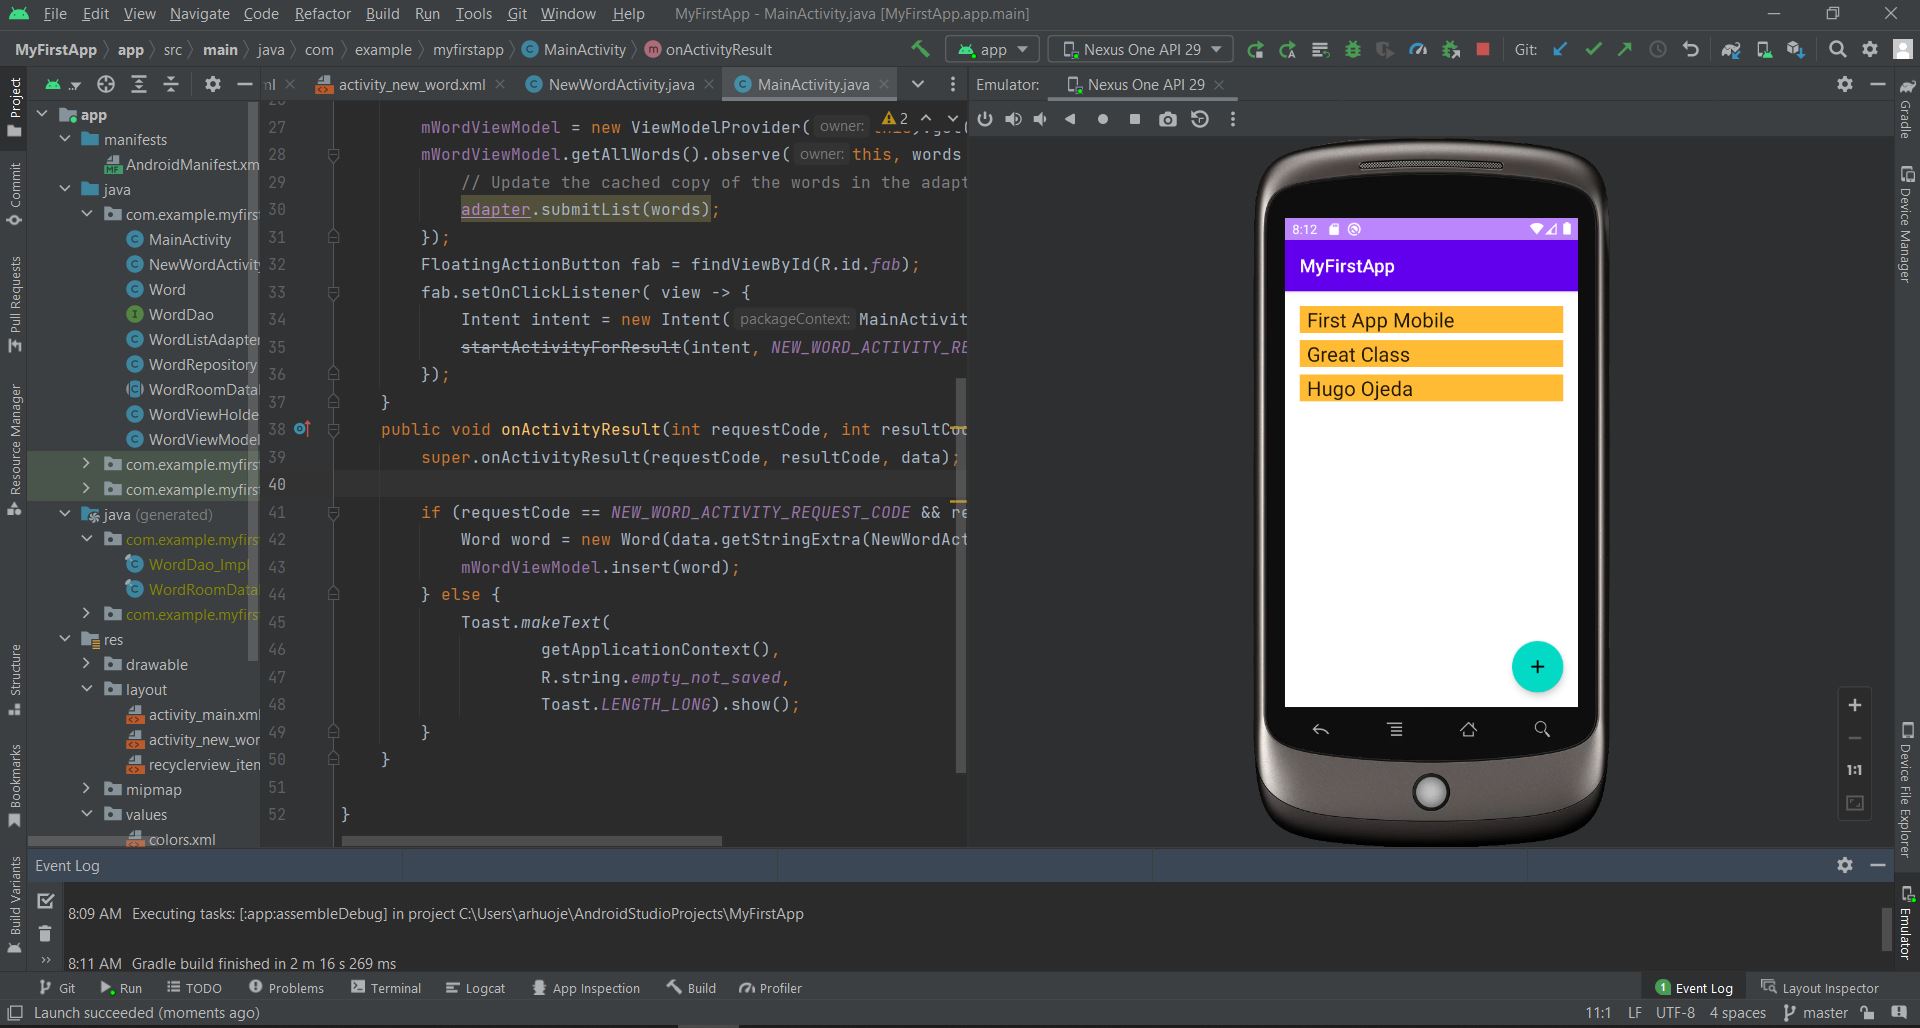 File Edit View Navigate Code Refactor Build Run Tools Git Window Help MyFirstApp - MainActivity.java [MyFirstApp.app.main]
MyFirstApp app src main java com example myfirstapp MainActivity onActivityResult app Nexus One API 29 Git:
Project
Commit
Pull Requests
Resource Manager
Structure
Bookmarks
Build Variants
ml activity_new_word.xml NewWordActivity.java MainActivity.java
app
manifests
AndroidManifest.xm
java
com.example.myfirs
MainActivity
NewWordActivity
Word
WordDao
WordListAdapter
WordRepository
WordRoomData
WordViewHolde
WordViewModel
com.example.myfirs
com.example.myfirs
java (generated)
com.example.myfirs
WordDao_Impl
WordRoomData
com.example.myfirs
res
drawable
layout
activity_main.xml
activity_new_wor
recyclerview_iten
mipmap
values
colors.xml
2
27 mWordViewModel = new ViewModelProvider( owner:
28 mWordViewModel.getAllWords().observe( owner: this, words
29 // Update the cached copy of the words in the adapt
30 adapter.submitList(words);
31 });
32 FloatingActionButton fab = findViewById(R.id.fab);
33 fab.setOnClickListener( view -> {
34 Intent intent = new Intent( packageContext: MainActivit
35 startActivityForResult(intent, NEW_WORD_ACTIVITY_RE
36 });
37 }
38 public void onActivityResult(int requestCode, int resultCo
39 super.onActivityResult(requestCode, resultCode, data);
40
41 if (requestCode == NEW_WORD_ACTIVITY_REQUEST_CODE && re
42 Word word = new Word(data.getStringExtra(NewWordAct
43 mWordViewModel.insert(word);
44 } else {
45 Toast.makeText(
46 getApplicationContext(),
47 R.string.empty_not_saved,
48 Toast.LENGTH_LONG).show();
49 }
50 }
51
52 }
Emulator: Nexus One API 29
8:12
MyFirstApp
First App Mobile
Great Class
Hugo Ojeda
+
1:1
Gradle
Device Manager
Device File Explorer
Emulator
Event Log
8:09 AM Executing tasks: [:app:assembleDebug] in project C:\Users\arhuoje\AndroidStudioProjects\MyFirstApp
8:11 AM Gradle build finished in 2 m 16 s 269 ms
Git Run TODO Problems Terminal Logcat App Inspection Build Profiler 1 Event Log Layout Inspector
Launch succeeded (moments ago) 11:1 LF UTF-8 4 spaces master